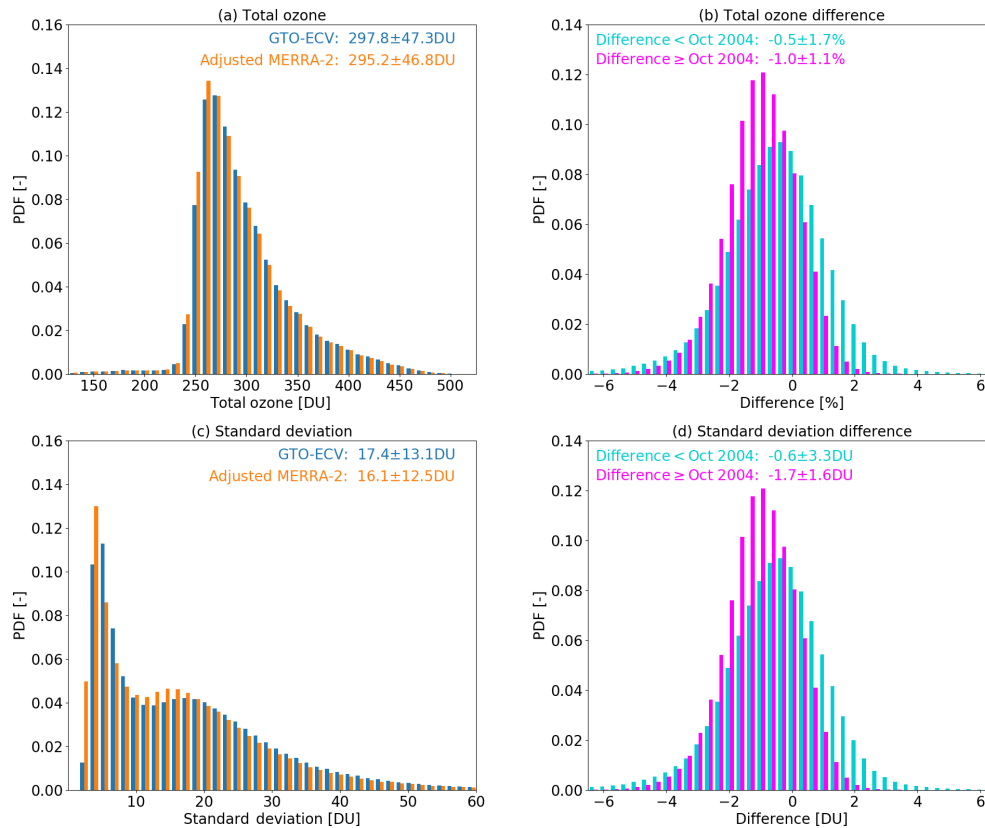 (a) Total ozone
GTO-ECV: 297.8±47.3DU
Adjusted MERRA-2: 295.2±46.8DU
PDF [-]
0.16
0.14
0.12
0.10
0.08
0.06
0.04
0.02
0.00
150 200 250 300 350 400 450 500
Total ozone [DU]
(b) Total ozone difference
Difference < Oct 2004: -0.5±1.7%
Difference ≥ Oct 2004: -1.0±1.1%
PDF [-]
0.14
0.12
0.10
0.08
0.06
0.04
0.02
0.00
−6 −4 −2 0 2 4 6
Difference [%]
(c) Standard deviation
GTO-ECV: 17.4±13.1DU
Adjusted MERRA-2: 16.1±12.5DU
PDF [-]
0.16
0.14
0.12
0.10
0.08
0.06
0.04
0.02
0.00
10 20 30 40 50 60
Standard deviation [DU]
(d) Standard deviation difference
Difference < Oct 2004: -0.6±3.3DU
Difference ≥ Oct 2004: -1.7±1.6DU
PDF [-]
0.14
0.12
0.10
0.08
0.06
0.04
0.02
0.00
−6 −4 −2 0 2 4 6
Difference [DU]